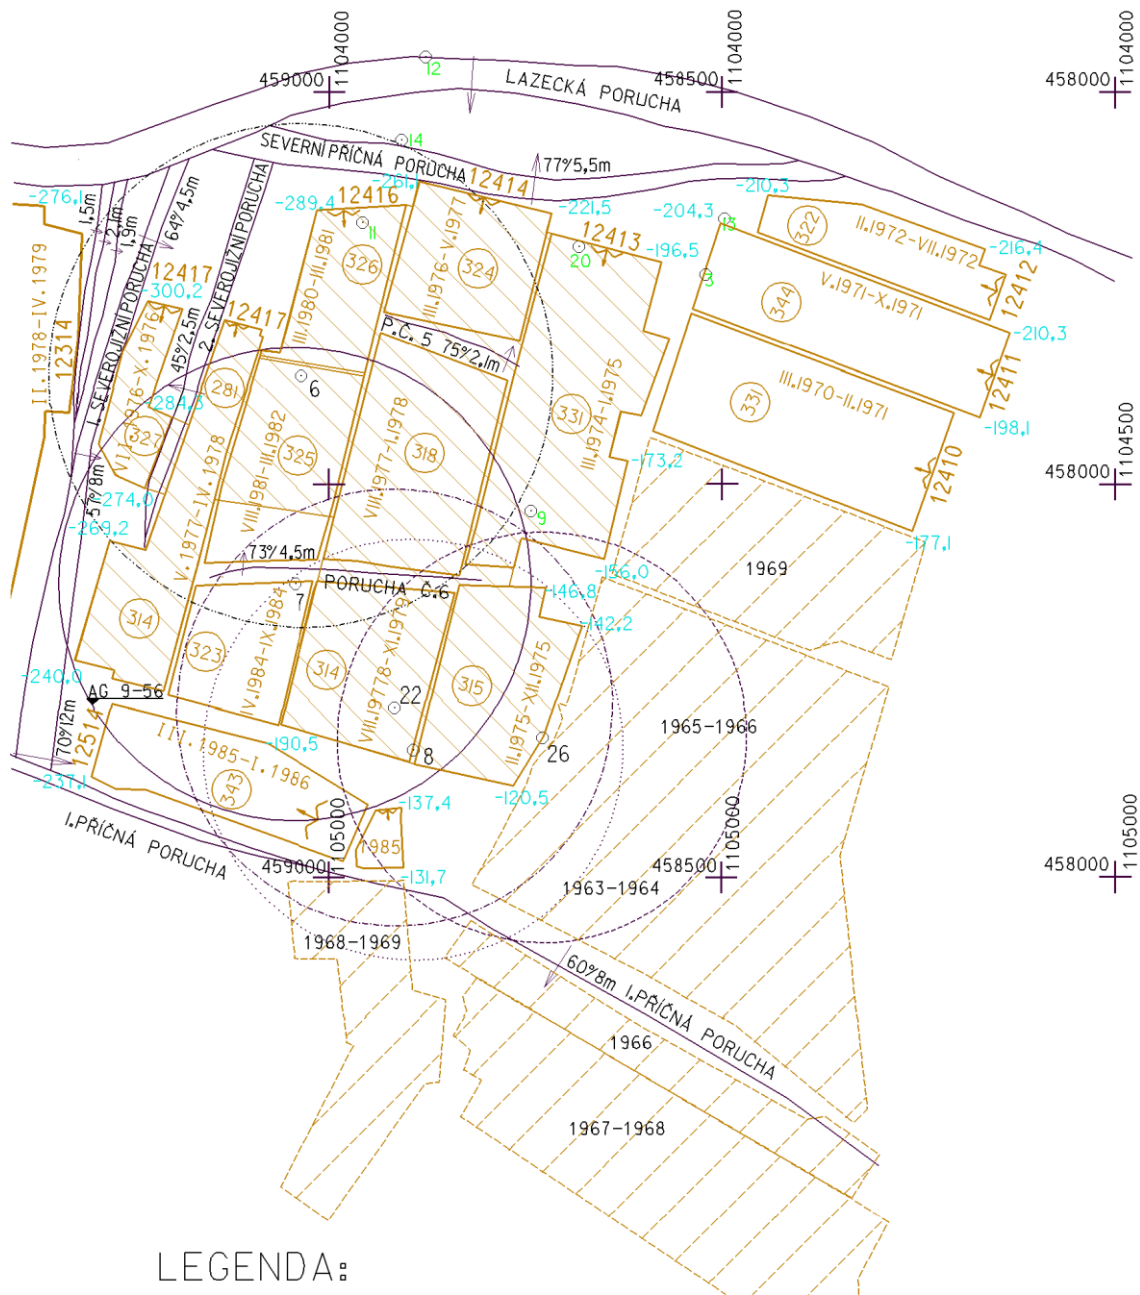 1104000
1104000
1104000
459000
458500
458000
12
LAZECKÁ PORUCHA
14
SEVERNÍ PŘÍČNÁ PORUCHA
77°/5,5m
-276.1
1,5m
2,1m
1,9m
64°/4,5m
-289.4
12416
-261.
12414
-221.5
-204.3
-210.3
13
322
II.1972-VII.1972
-216.4
12412
11
326
III.1980-III.1981
324
III.1976-V.1977
20
12413
-196.5
3
344
V.1971-X.1971
II.1978-IV.1979
12314
1. SEVEROJIŽNÍ PORUCHA
2. SEVEROJIŽNÍ PORUCHA
12417
-300.2
12417
P.Č. 5 75°/2,1m
-210.3
12411
VII.1976-X.1976
45°/2,5m
281
6
331
III.1974-I.1975
331
III.1970-II.1971
-284.3
327
325
VIII.1981-III.1982
318
VIII.1977-I.1978
-198.1
-173.2
12410
458000
1104500
57°/8m
-274.0
-269.2
V.1977-IV.1978
9
-177.1
73°/4,5m
PORUCHA Č.6
7
-156.0
-146.8
1969
314
323
IV.1984-IX.1984
314
VIII.19778-XI.1979
315
II.1975-XII.1975
-142.2
-240.0
AG 9-56
22
1965-1966
12514
70°/12m
III.1985-I.1986
-190.5
8
26
-237.1
343
-137.4
-120.5
I.PŘÍČNÁ PORUCHA
1985
459000
1105000
458500
1105000
458000
1105000
-131.7
1963-1964
1968-1969
60°/8m I.PŘÍČNÁ PORUCHA
1966
1967-1968
LEGENDA: